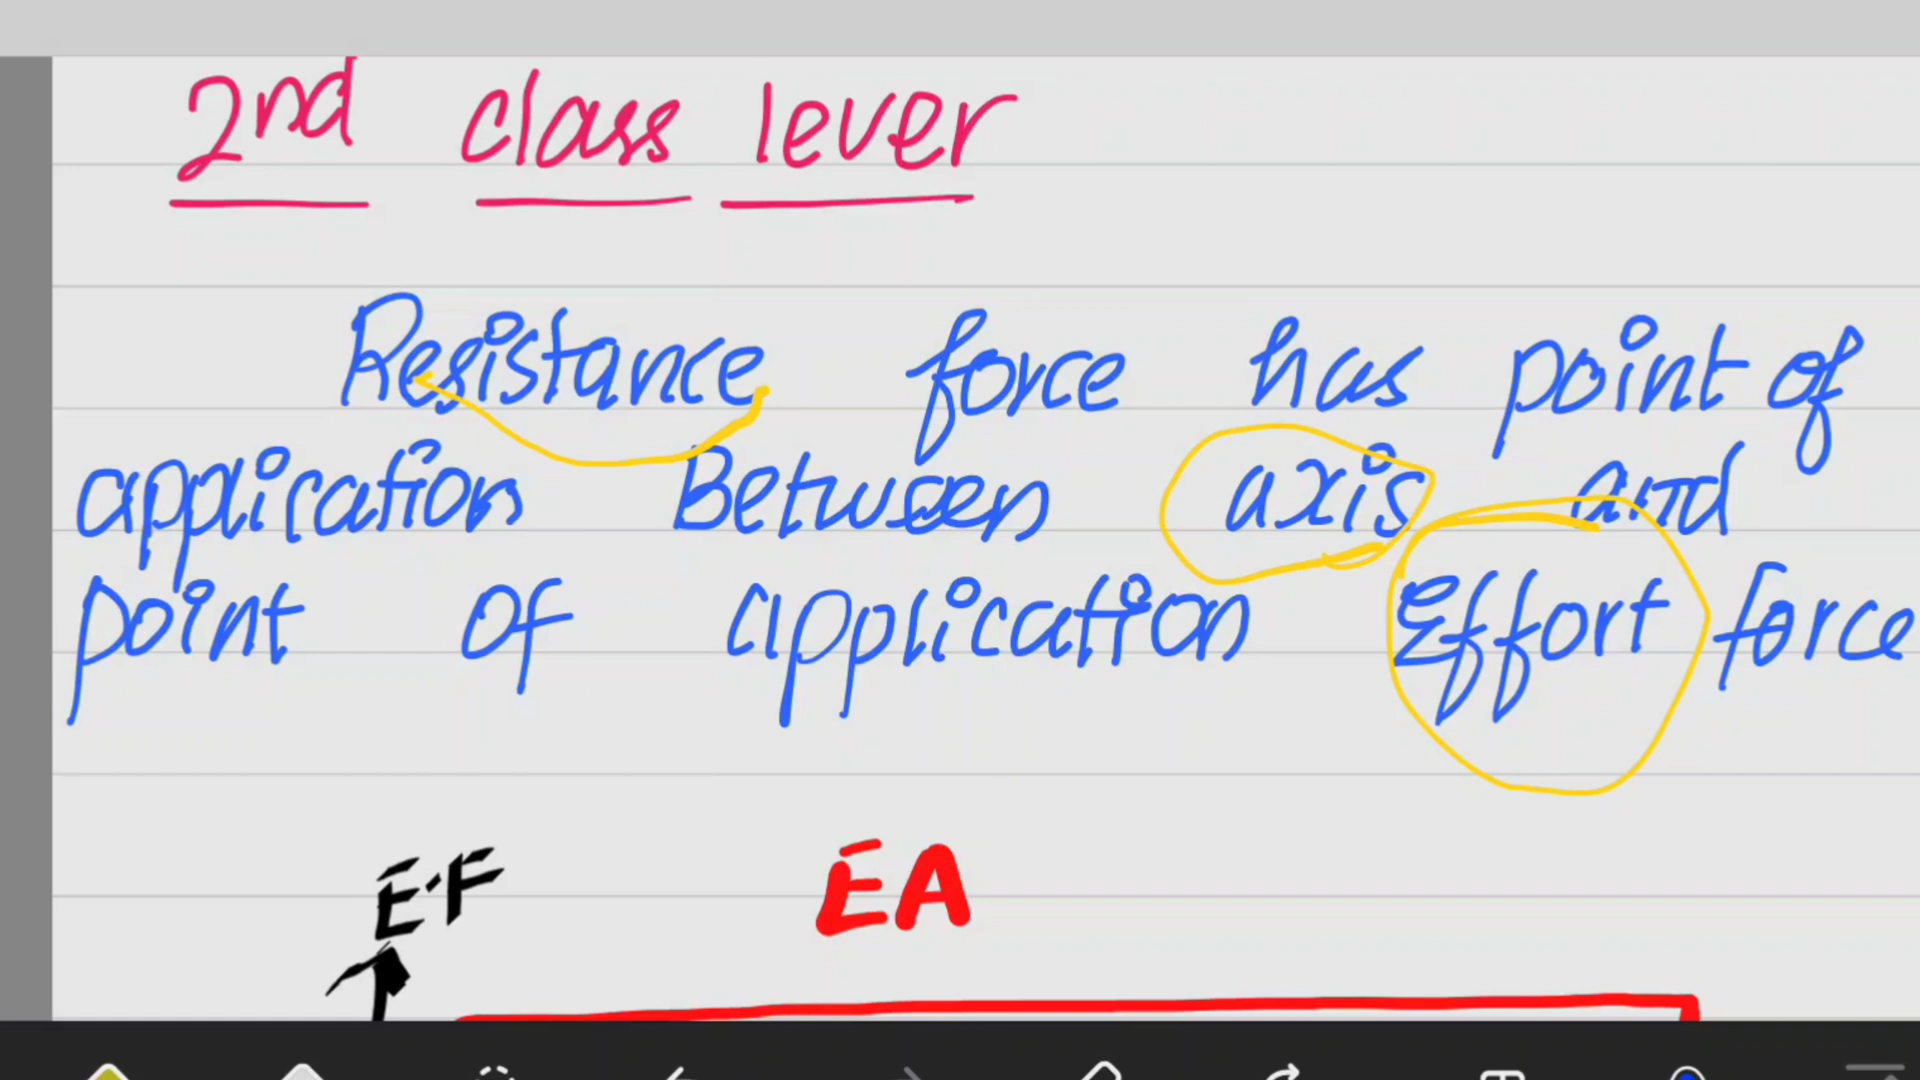 2nd class lever
Resistance force has point of
application Between axis and
point of application Effort force
E.F EA